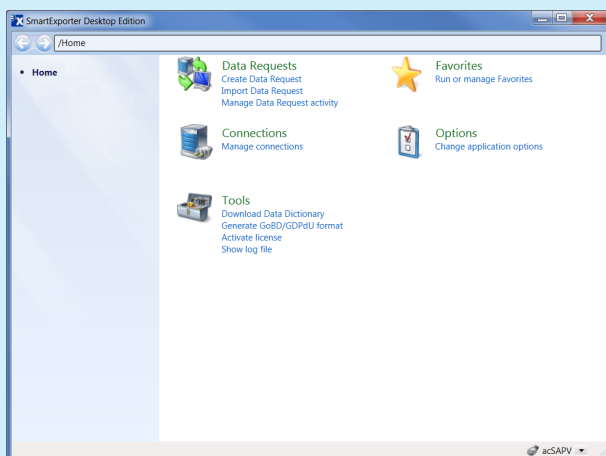 SmartExporter Desktop Edition
/Home
Home
Data Requests
Create Data Request
Import Data Request
Manage Data Request activity
Favorites
Run or manage Favorites
Connections
Manage connections
Options
Change application options
Tools
Download Data Dictionary
Generate GoBD/GDPdU format
Activate license
Show log file
acSAPV